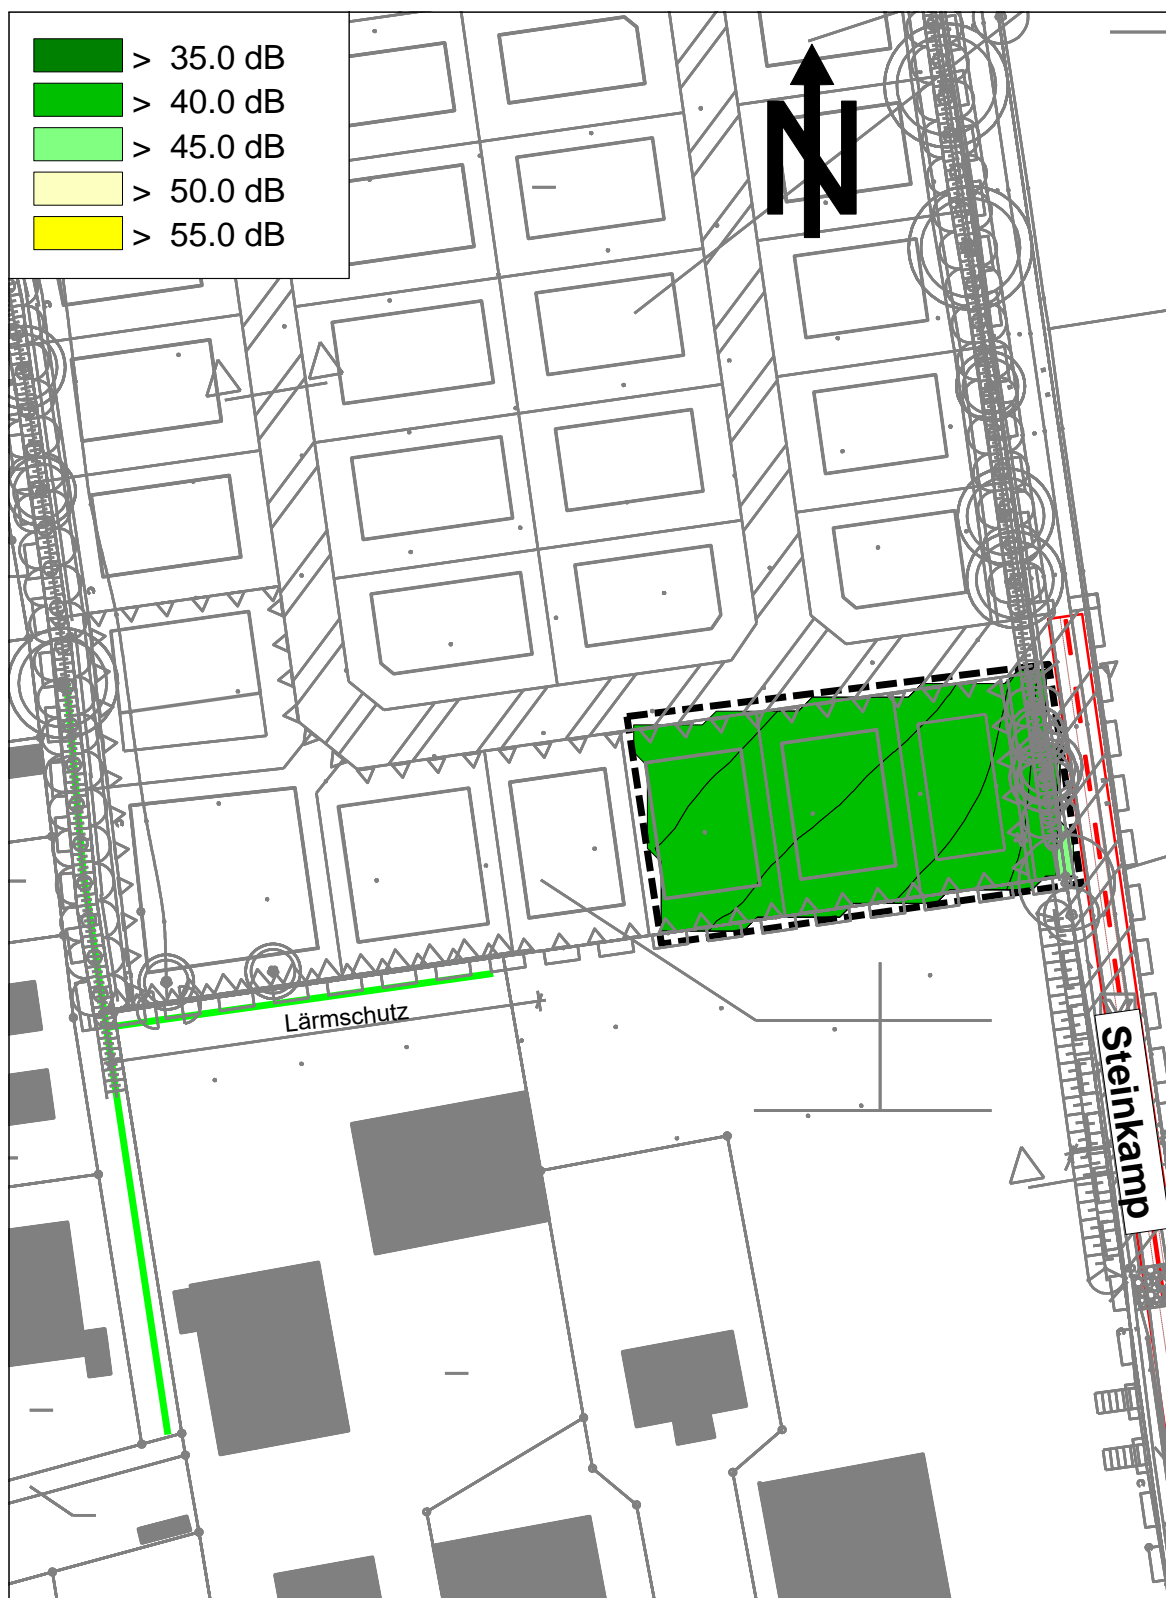 > 35.0 dB
> 40.0 dB
> 45.0 dB
> 50.0 dB
> 55.0 dB
N
Lärmschutz
Steinkamp